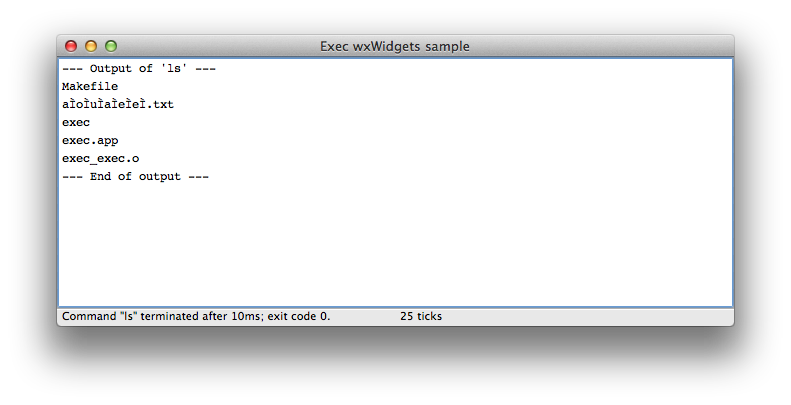 Exec wxWidgets sample
--- Output of 'ls' ---
Makefile
aÌoÌuÌaÌeÌeÌ.txt
exec
exec.app
exec_exec.o
--- End of output ---
Command "ls" terminated after 10ms; exit code 0. 25 ticks